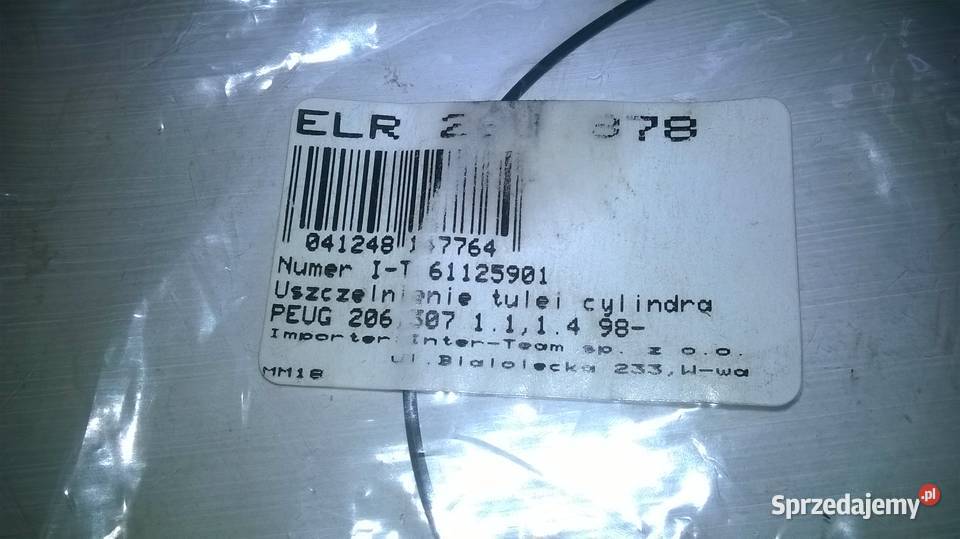 ELR 878
Numer I-T 61125901
Uszczelnienie tulei cylindra
PEUG 206,307 1.1,1.4 98-
Importer Inter-Team sp. z o.o.
ul.Bialolecka 233,W-wa
MM18
Sprzedajemy.pl